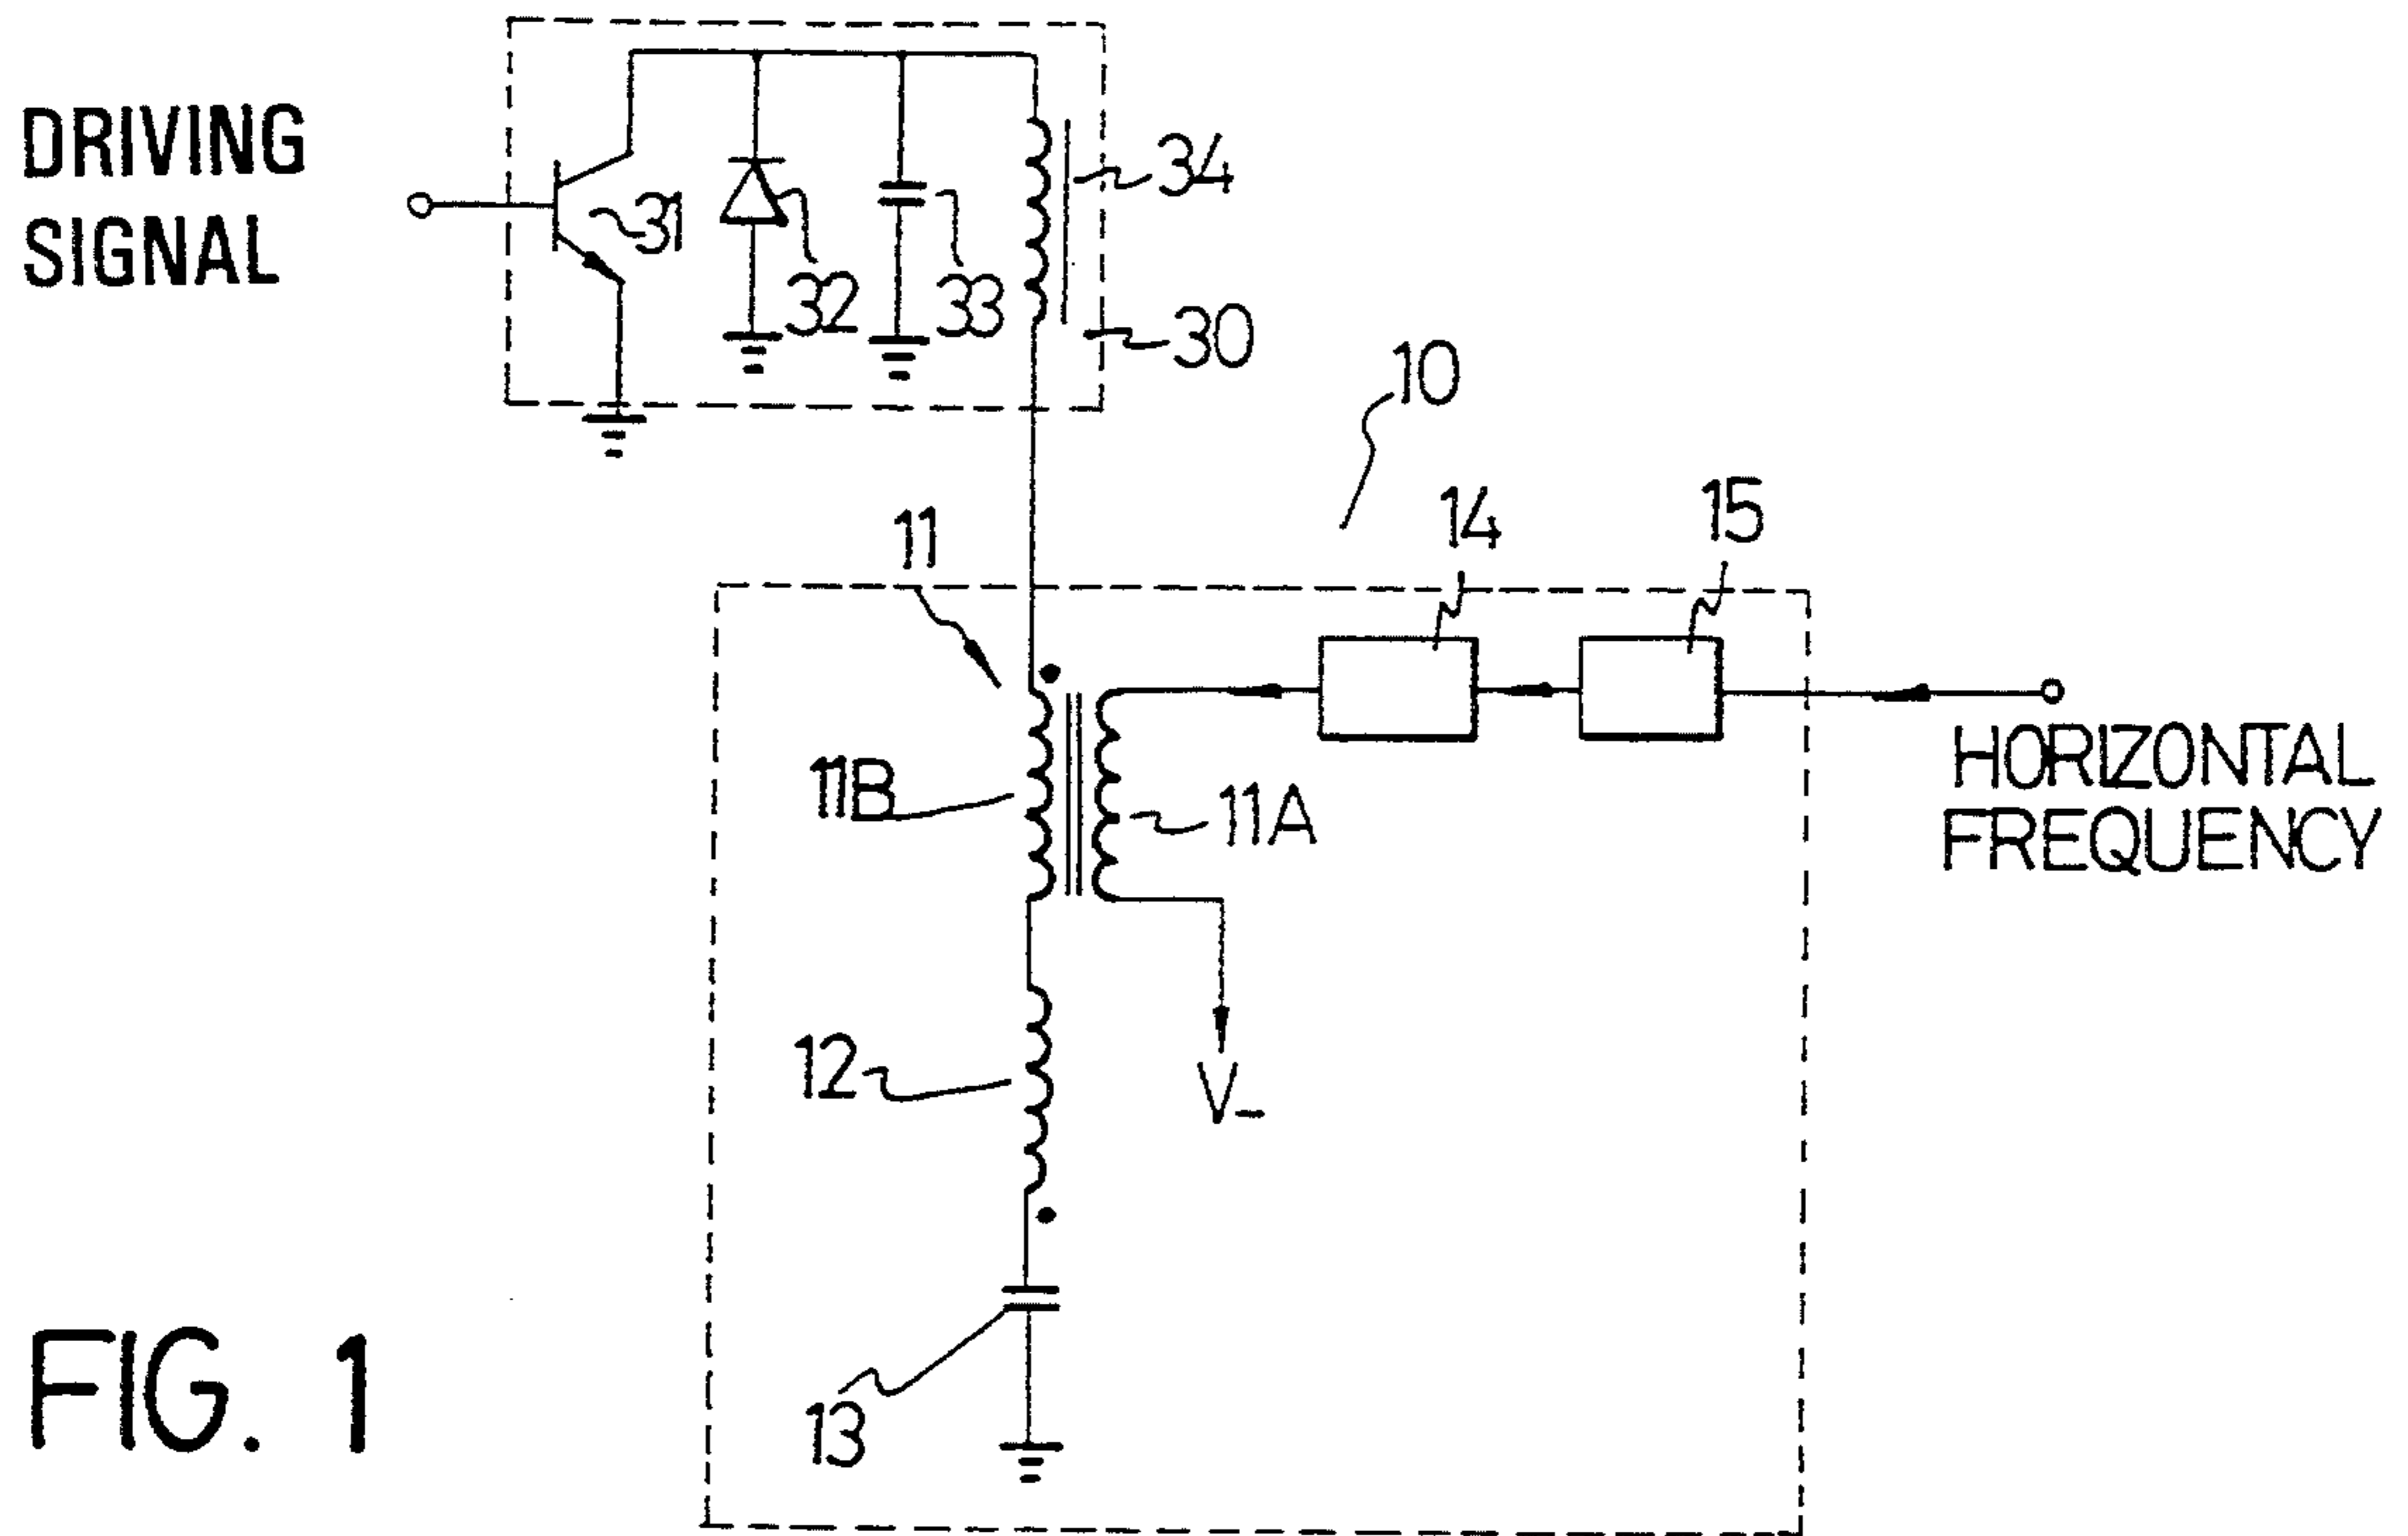 DRIVING
SIGNAL
31
32
33
34
30
10
11
14
15
11B
11A
HORIZONTAL
FREQUENCY
12
V-
13
FIG. 1